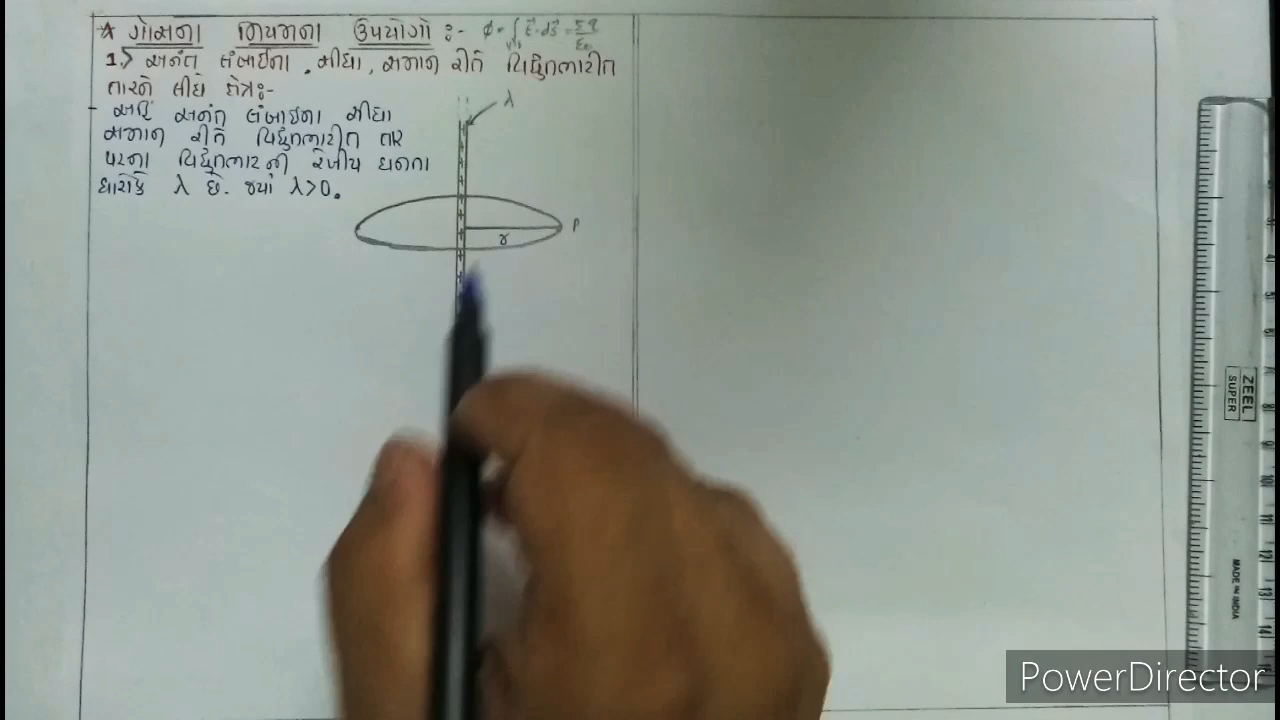 * ગોસના નિયમના ઉપયોગો :- φ = ∫ E⃗·ds⃗ = Σq/ε₀
1> અનંત લંબાઈના, સીધા, સમાન રીતે વિદ્યુતભારીત
તારને લીધે ક્ષેત્ર:-
- અહિં અનંત લંબાઇના સીધા
સમાન રીતે વિદ્યુતભારીત તાર
પરના વિદ્યુતભારની રેખીય ઘનતા
ધારોકે λ છે. જ્યાં λ>0.
λ
P
r
ZEEL
SUPER
MADE IN INDIA
PowerDirector